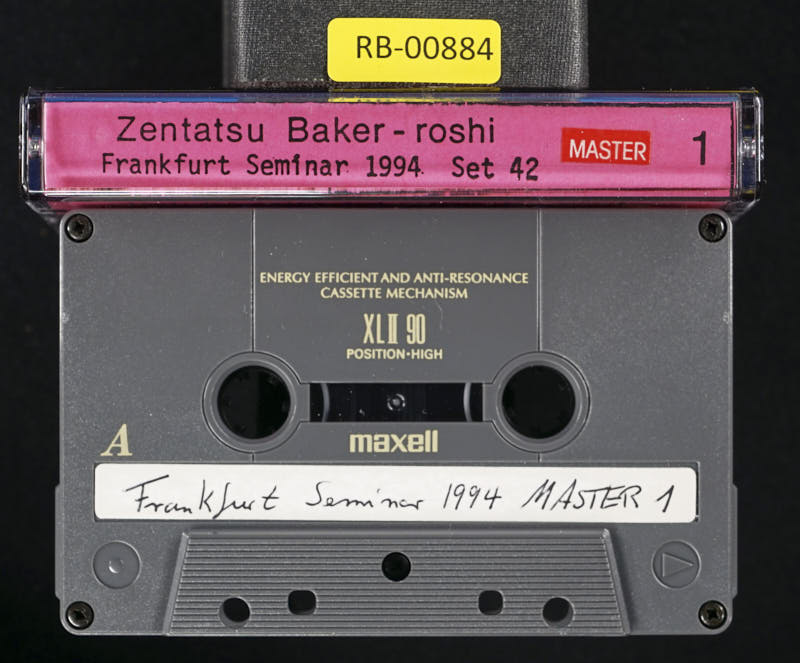 RB-00884
Zentatsu Baker-roshi
Frankfurt Seminar 1994 Set 42
MASTER
1
ENERGY EFFICIENT AND ANTI-RESONANCE
CASSETTE MECHANISM
XLII 90
POSITION·HIGH
maxell
A
Frankfurt Seminar 1994 MASTER 1